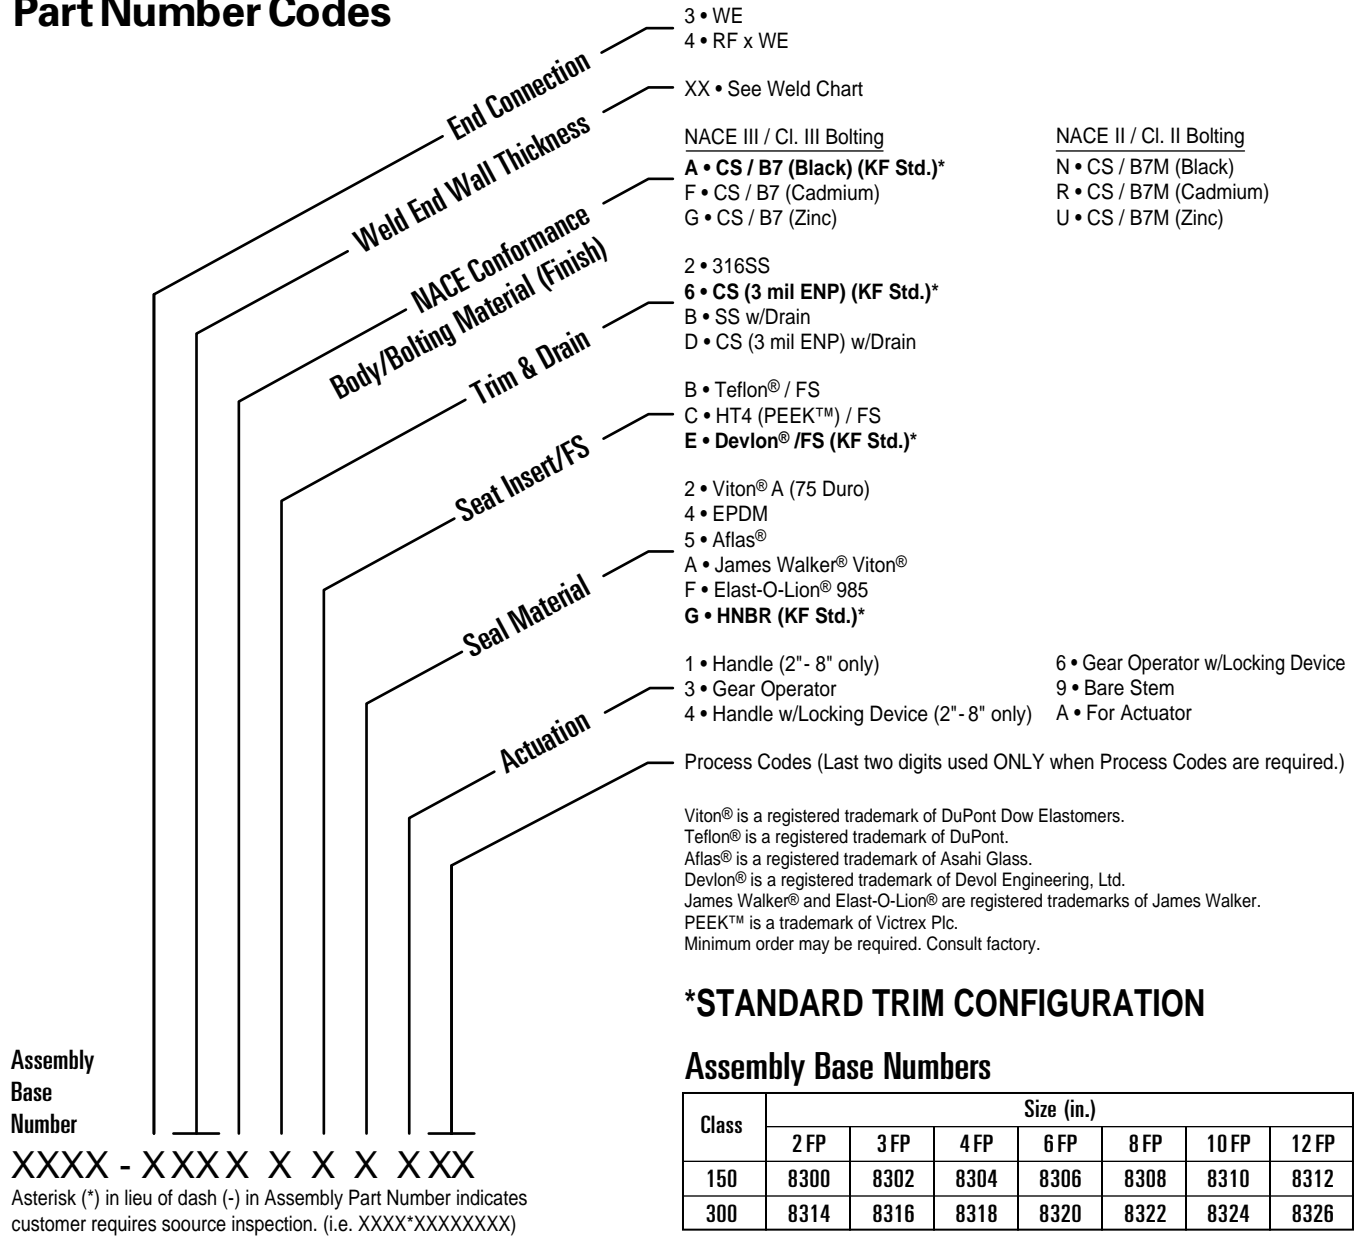 Part Number Codes
3 • WE
4 • RF x WE
End Connection
XX • See Weld Chart
Weld End Wall Thickness
NACE III / Cl. III Bolting
A • CS / B7 (Black) (KF Std.)*
F • CS / B7 (Cadmium)
G • CS / B7 (Zinc)
NACE II / Cl. II Bolting
N • CS / B7M (Black)
R • CS / B7M (Cadmium)
U • CS / B7M (Zinc)
NACE Conformance
Body/Bolting Material (Finish)
2 • 316SS
6 • CS (3 mil ENP) (KF Std.)*
B • SS w/Drain
D • CS (3 mil ENP) w/Drain
Trim & Drain
B • Teflon® / FS
C • HT4 (PEEK™) / FS
E • Devlon® /FS (KF Std.)*
Seat Insert/FS
2 • Viton® A (75 Duro)
4 • EPDM
5 • Aflas®
A • James Walker® Viton®
F • Elast-O-Lion® 985
G • HNBR (KF Std.)*
Seal Material
1 • Handle (2"- 8" only)
3 • Gear Operator
4 • Handle w/Locking Device (2"- 8" only)
6 • Gear Operator w/Locking Device
9 • Bare Stem
A • For Actuator
Actuation
Process Codes (Last two digits used ONLY when Process Codes are required.)
Viton® is a registered trademark of DuPont Dow Elastomers.
Teflon® is a registered trademark of DuPont.
Aflas® is a registered trademark of Asahi Glass.
Devlon® is a registered trademark of Devol Engineering, Ltd.
James Walker® and Elast-O-Lion® are registered trademarks of James Walker.
PEEK™ is a trademark of Victrex Plc.
Minimum order may be required. Consult factory.
*STANDARD TRIM CONFIGURATION
Assembly
Base
Number
XXXX - X XX X X X X X XX
Asterisk (*) in lieu of dash (-) in Assembly Part Number indicates
customer requires soource inspection. (i.e. XXXX*XXXXXXXX)
Assembly Base Numbers
Class Size (in.)
2 FP 3 FP 4 FP 6 FP 8 FP 10 FP 12 FP
150 8300 8302 8304 8306 8308 8310 8312
300 8314 8316 8318 8320 8322 8324 8326